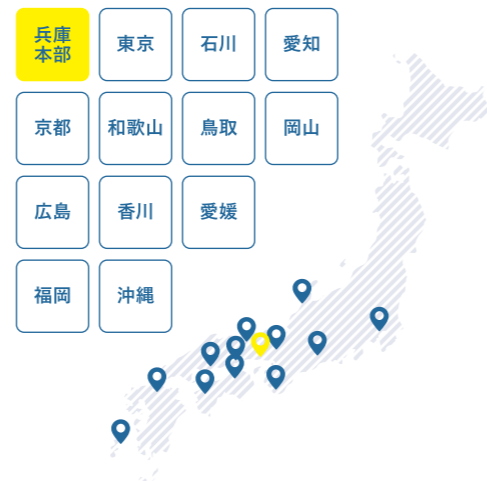 兵庫
本部
東京
石川
愛知
京都
和歌山
鳥取
岡山
広島
香川
愛媛
福岡
沖縄